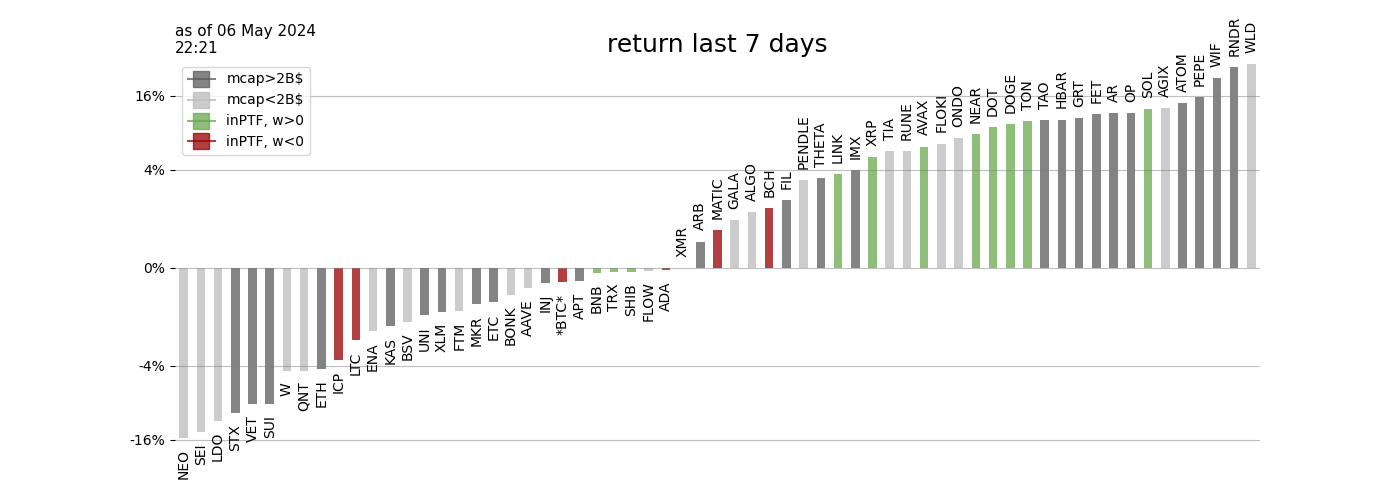 as of 06 May 2024
22:21
return last 7 days
mcap>2B$
mcap<2B$
inPTF, w>0
inPTF, w<0
16%
4%
0%
-4%
-16%
NEO
SEI
LDO
STX
VET
SUI
W
QNT
ETH
ICP
LTC
ENA
KAS
BSV
UNI
XLM
FTM
MKR
ETC
BONK
AAVE
INJ
*BTC*
APT
BNB
TRX
SHIB
FLOW
ADA
XMR
ARB
MATIC
GALA
ALGO
BCH
FIL
PENDLE
THETA
LINK
IMX
XRP
TIA
RUNE
AVAX
FLOKI
ONDO
NEAR
DOT
DOGE
TON
TAO
HBAR
GRT
FET
AR
OP
SOL
AGIX
ATOM
PEPE
WIF
RNDR
WLD